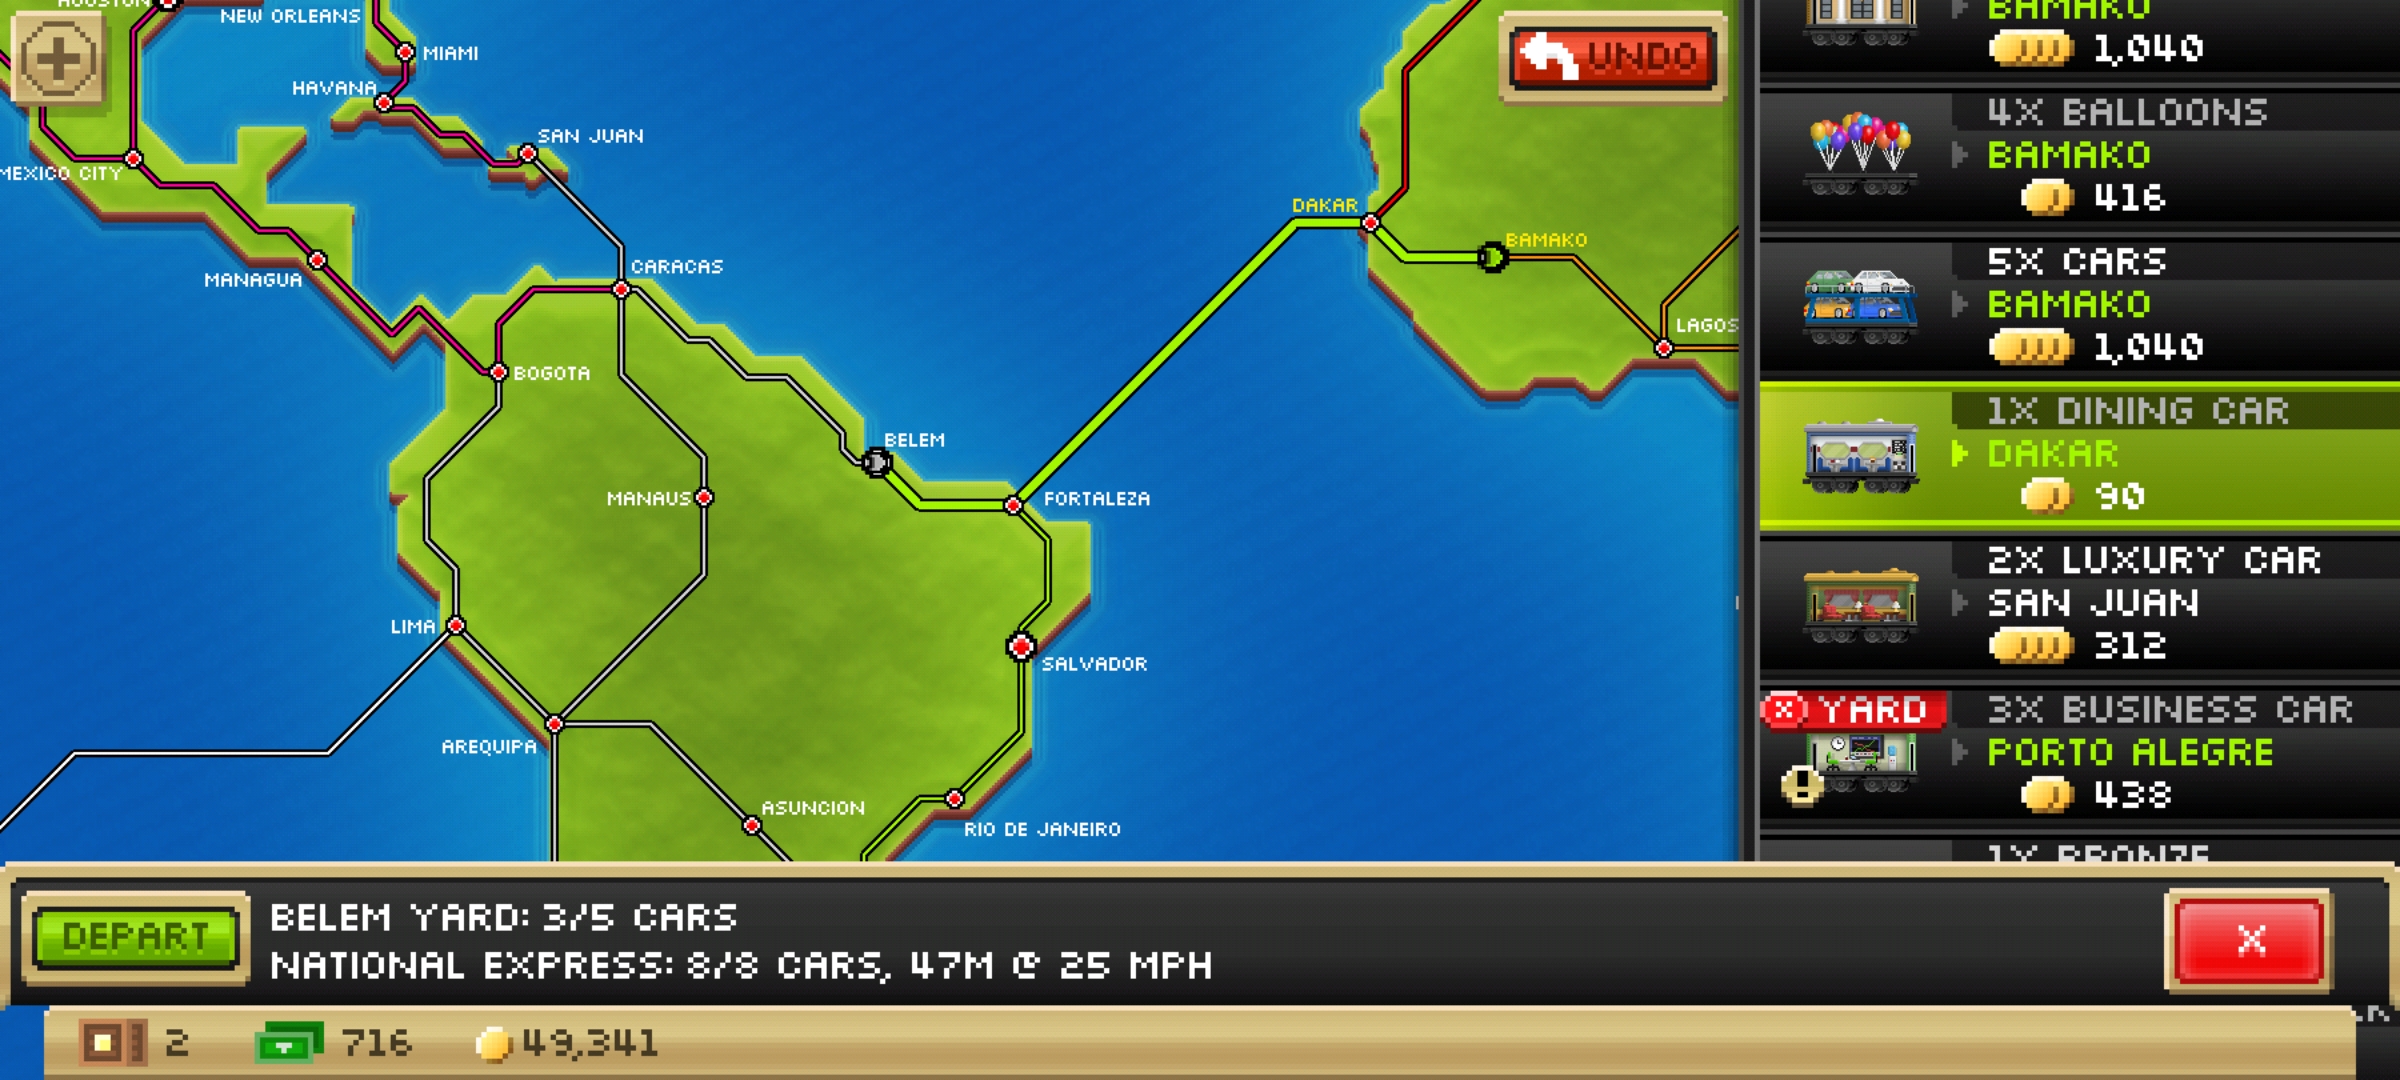 HOUSTON
NEW ORLEANS
MIAMI
HAVANA
SAN JUAN
MEXICO CITY
MANAGUA
CARACAS
BOGOTA
BELEM
MANAUS
FORTALEZA
LIMA
SALVADOR
AREQUIPA
ASUNCION
RIO DE JANEIRO
DAKAR
BAMAKO
LAGOS
UNDO
BAMAKO
1,040
4X BALLOONS
BAMAKO
416
5X CARS
BAMAKO
1,040
1X DINING CAR
DAKAR
90
2X LUXURY CAR
SAN JUAN
312
YARD
3X BUSINESS CAR
PORTO ALEGRE
438
1X BRONZE
DEPART
BELEM YARD: 3/5 CARS
NATIONAL EXPRESS: 8/8 CARS, 47M @ 25 MPH
X
2
716
49,341